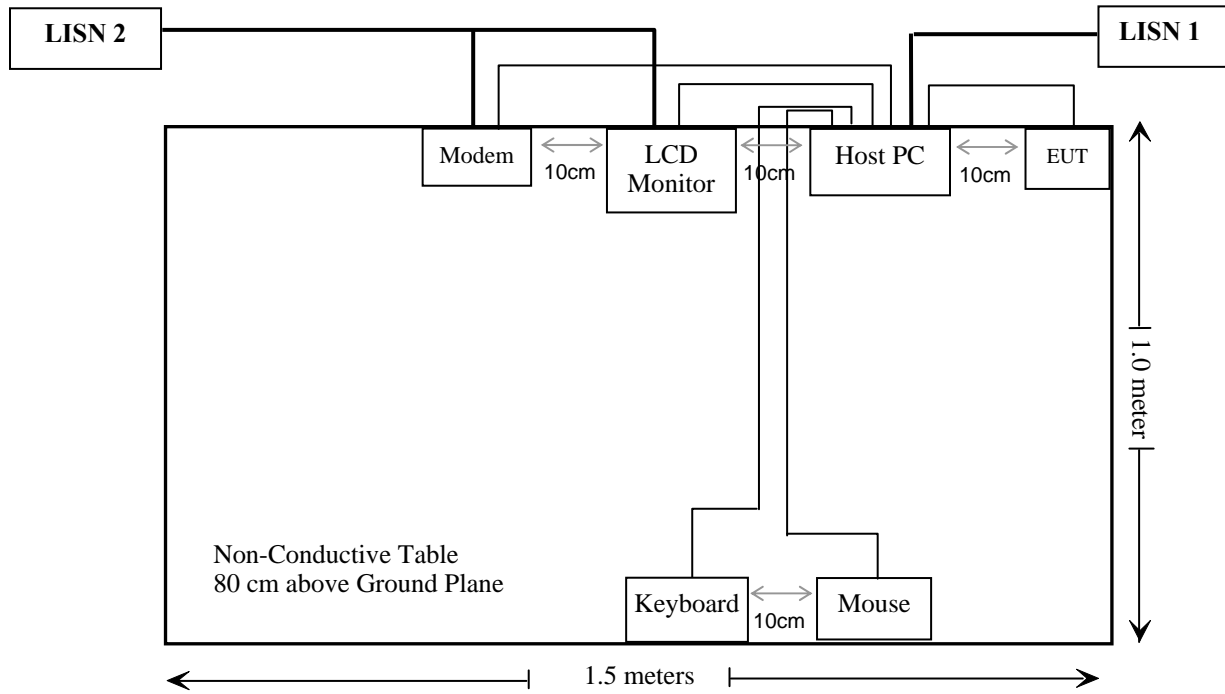 LISN 2
LISN 1
Modem
10cm
LCD
Monitor
10cm
Host PC
10cm
EUT
1.0 meter
Non-Conductive Table
80 cm above Ground Plane
Keyboard
10cm
Mouse
1.5 meters